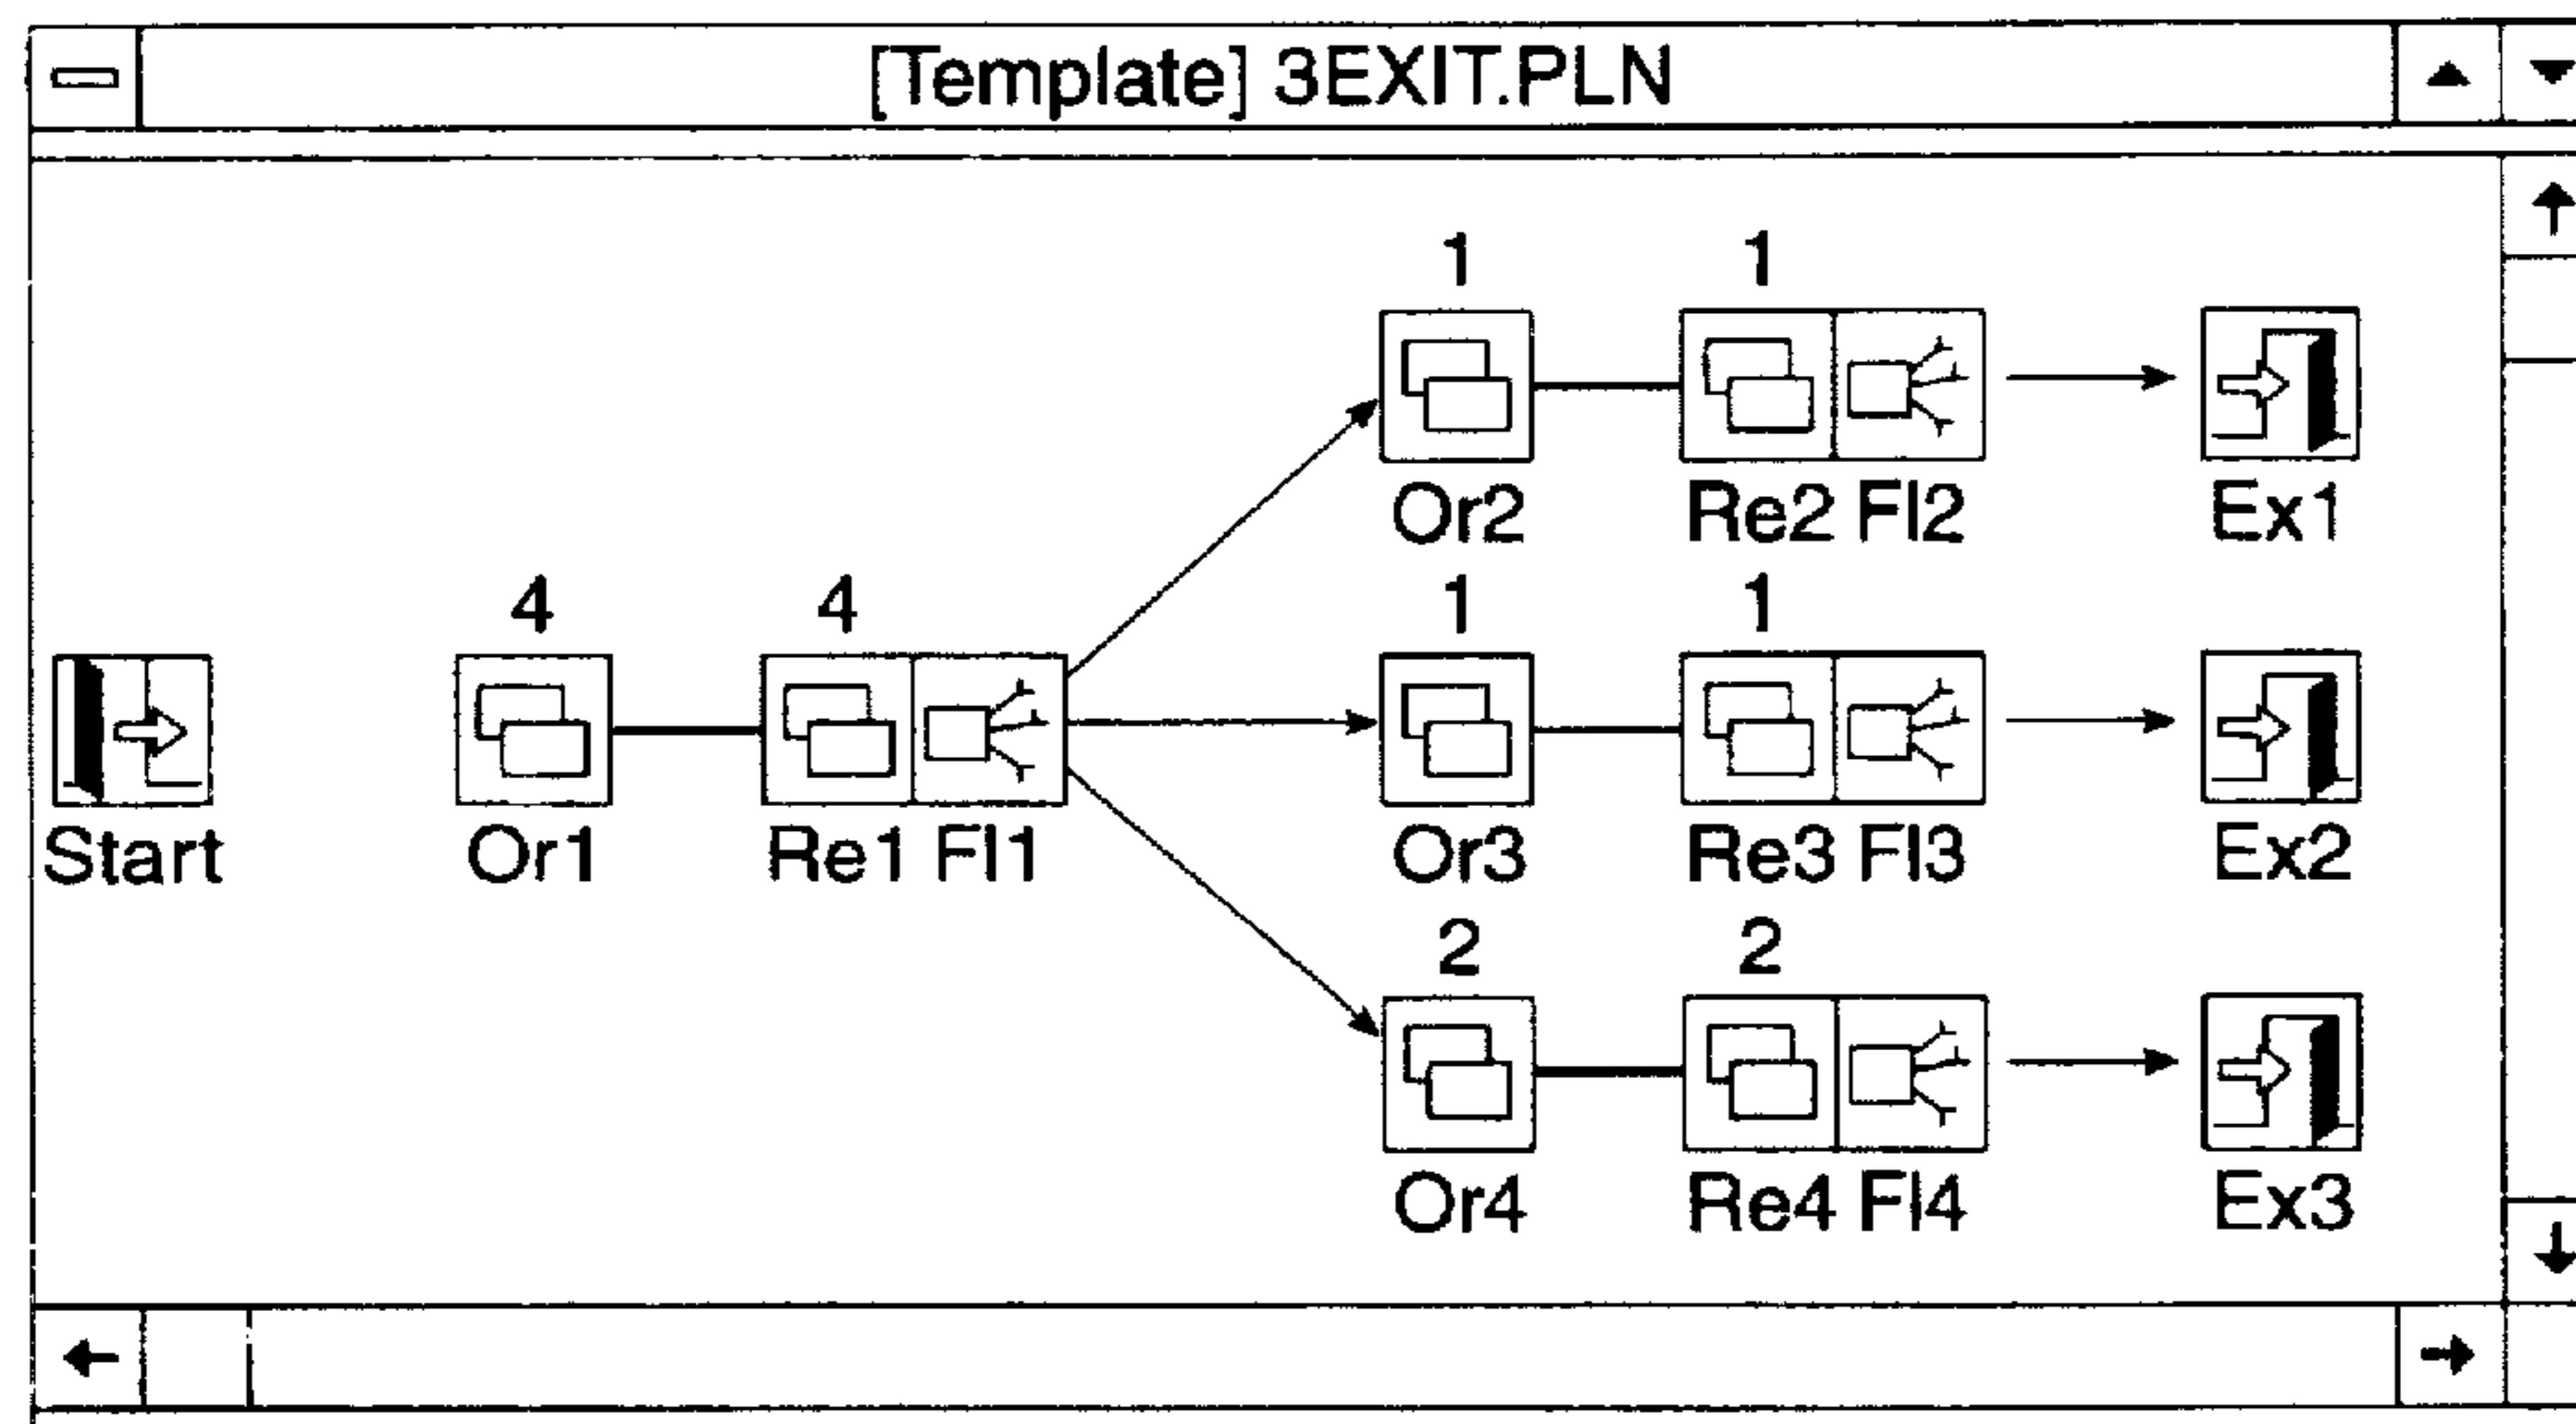 [Template] 3EXIT.PLN
1 1
Or2 Re2 Fl2 Ex1
4 4 1 1
Start Or1 Re1 Fl1 Or3 Re3 Fl3 Ex2
2 2
Or4 Re4 Fl4 Ex3